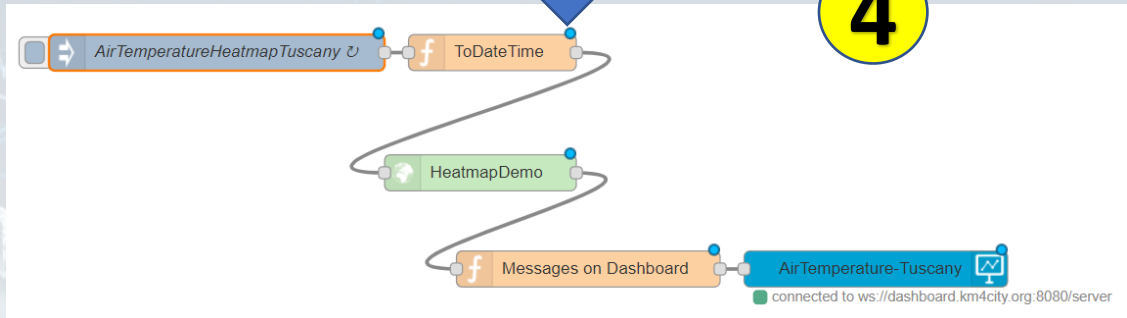 4
AirTemperatureHeatmapTuscany ↻
f ToDateTime
HeatmapDemo
f Messages on Dashboard
AirTemperature-Tuscany
connected to ws://dashboard.km4city.org:8080/server